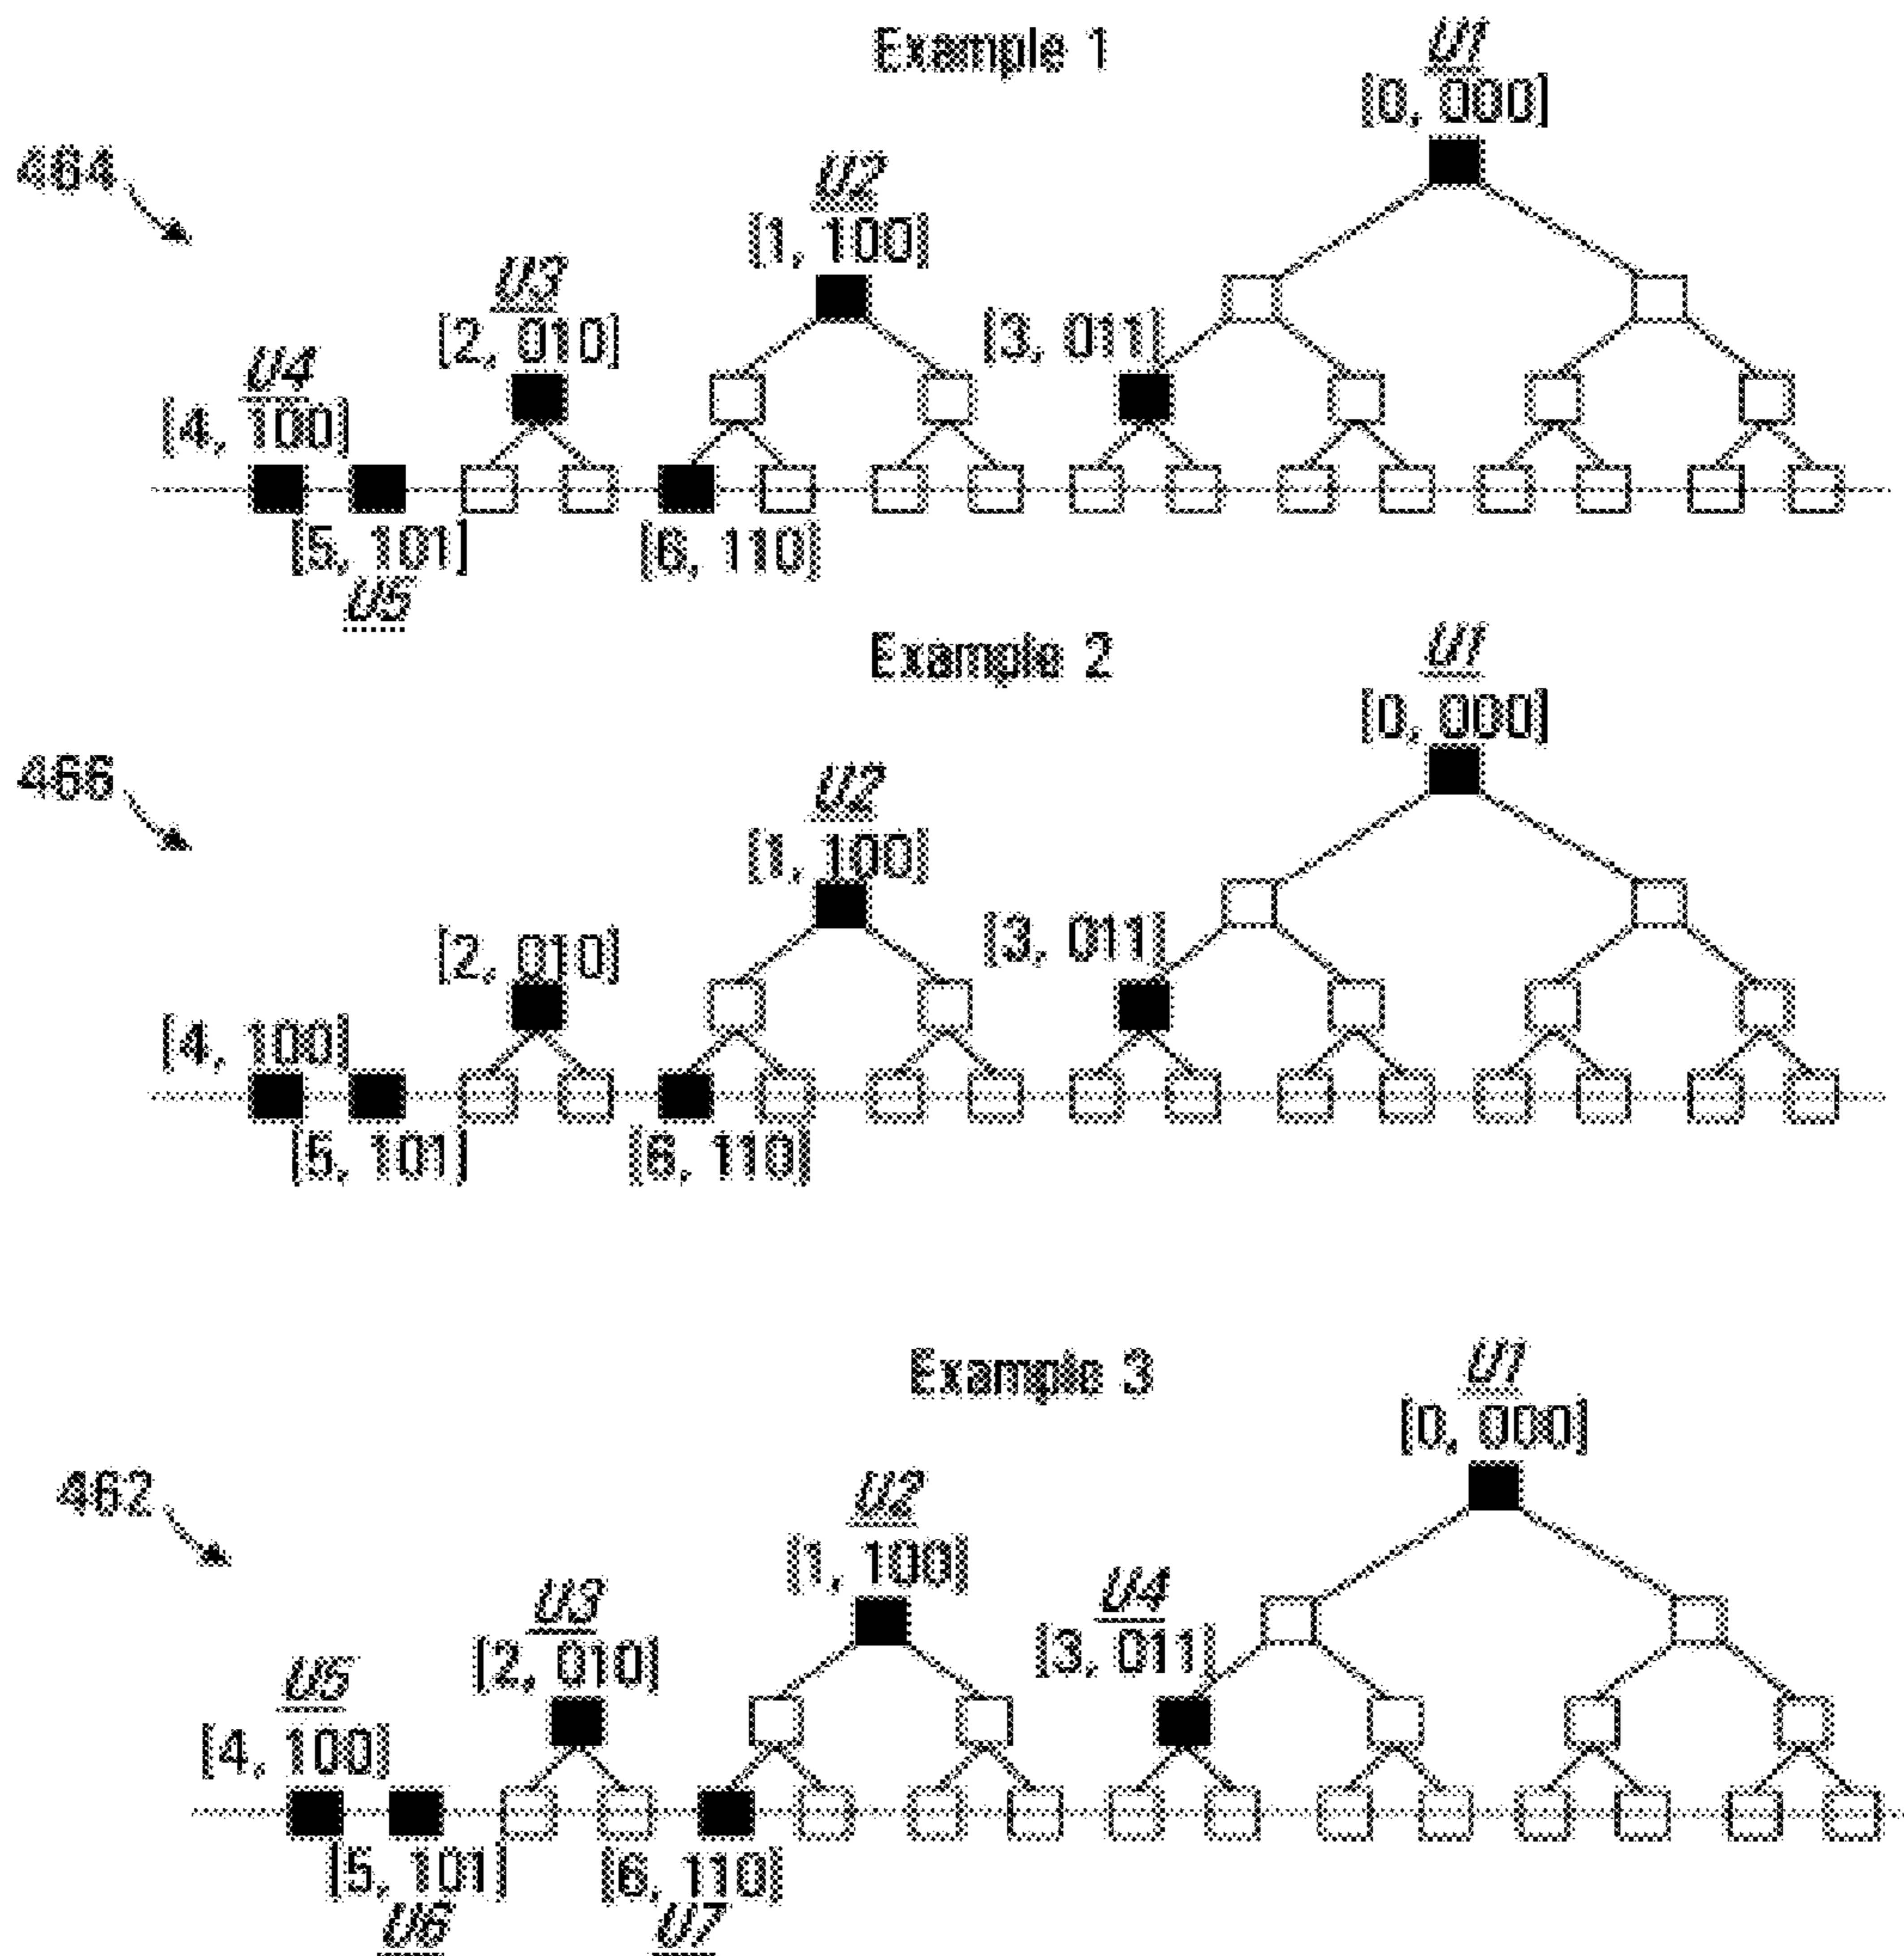 Example 1
U1
[0, 000]
464
U2
[1, 100]
U3
[2, 010]
[3, 011]
U4
[4, 100]
[5, 101]
U5
[6, 110]
Example 2
U1
[0, 000]
466
U2
[1, 100]
[2, 010]
[3, 011]
[4, 100]
[5, 101]
[6, 110]
Example 3
U1
[0, 000]
462
U2
[1, 100]
U3
[2, 010]
U4
[3, 011]
U5
[4, 100]
[5, 101]
U6
[6, 110]
U7